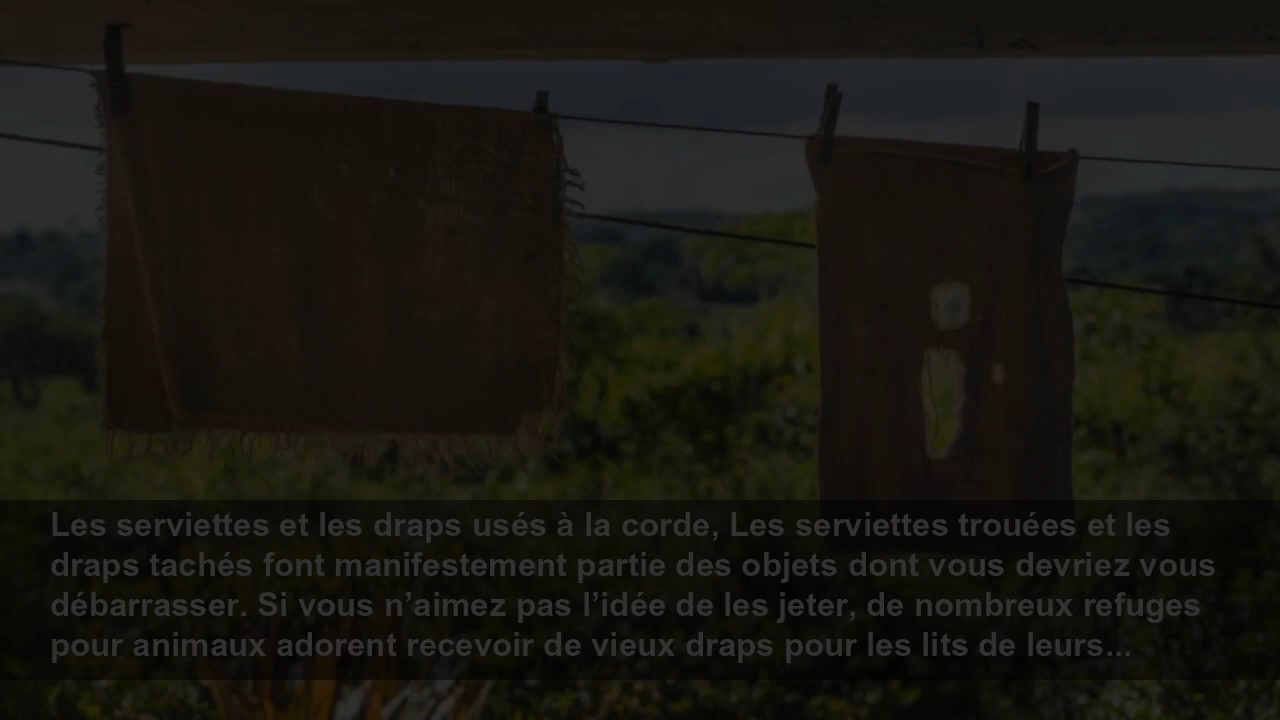 Les serviettes et les draps usés à la corde, Les serviettes trouées et les
draps tachés font manifestement partie des objets dont vous devriez vous
débarrasser. Si vous n’aimez pas l’idée de les jeter, de nombreux refuges
pour animaux adorent recevoir de vieux draps pour les lits de leurs...